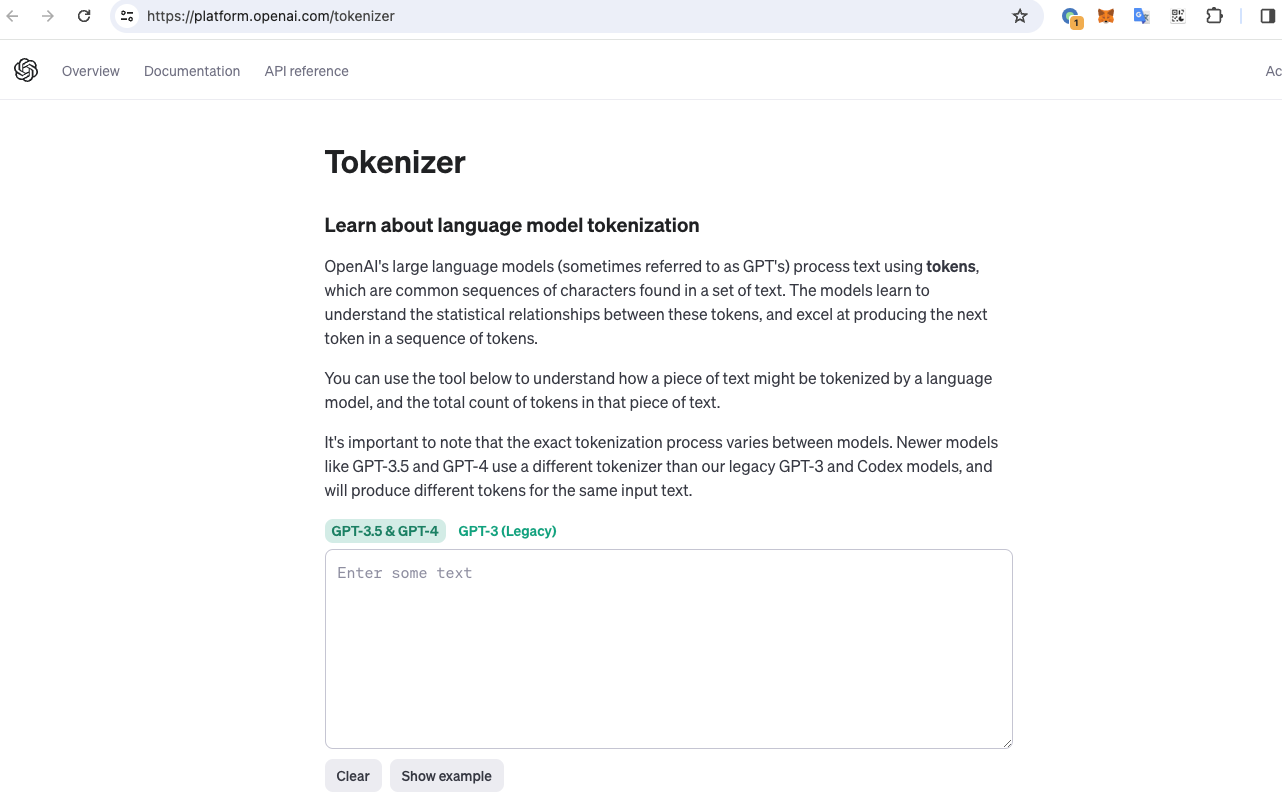 https://platform.openai.com/tokenizer
1
Overview Documentation API reference Ac
Tokenizer
Learn about language model tokenization
OpenAI's large language models (sometimes referred to as GPT's) process text using tokens,
which are common sequences of characters found in a set of text. The models learn to
understand the statistical relationships between these tokens, and excel at producing the next
token in a sequence of tokens.
You can use the tool below to understand how a piece of text might be tokenized by a language
model, and the total count of tokens in that piece of text.
It's important to note that the exact tokenization process varies between models. Newer models
like GPT-3.5 and GPT-4 use a different tokenizer than our legacy GPT-3 and Codex models, and
will produce different tokens for the same input text.
GPT-3.5 & GPT-4 GPT-3 (Legacy)
Enter some text
Clear Show example